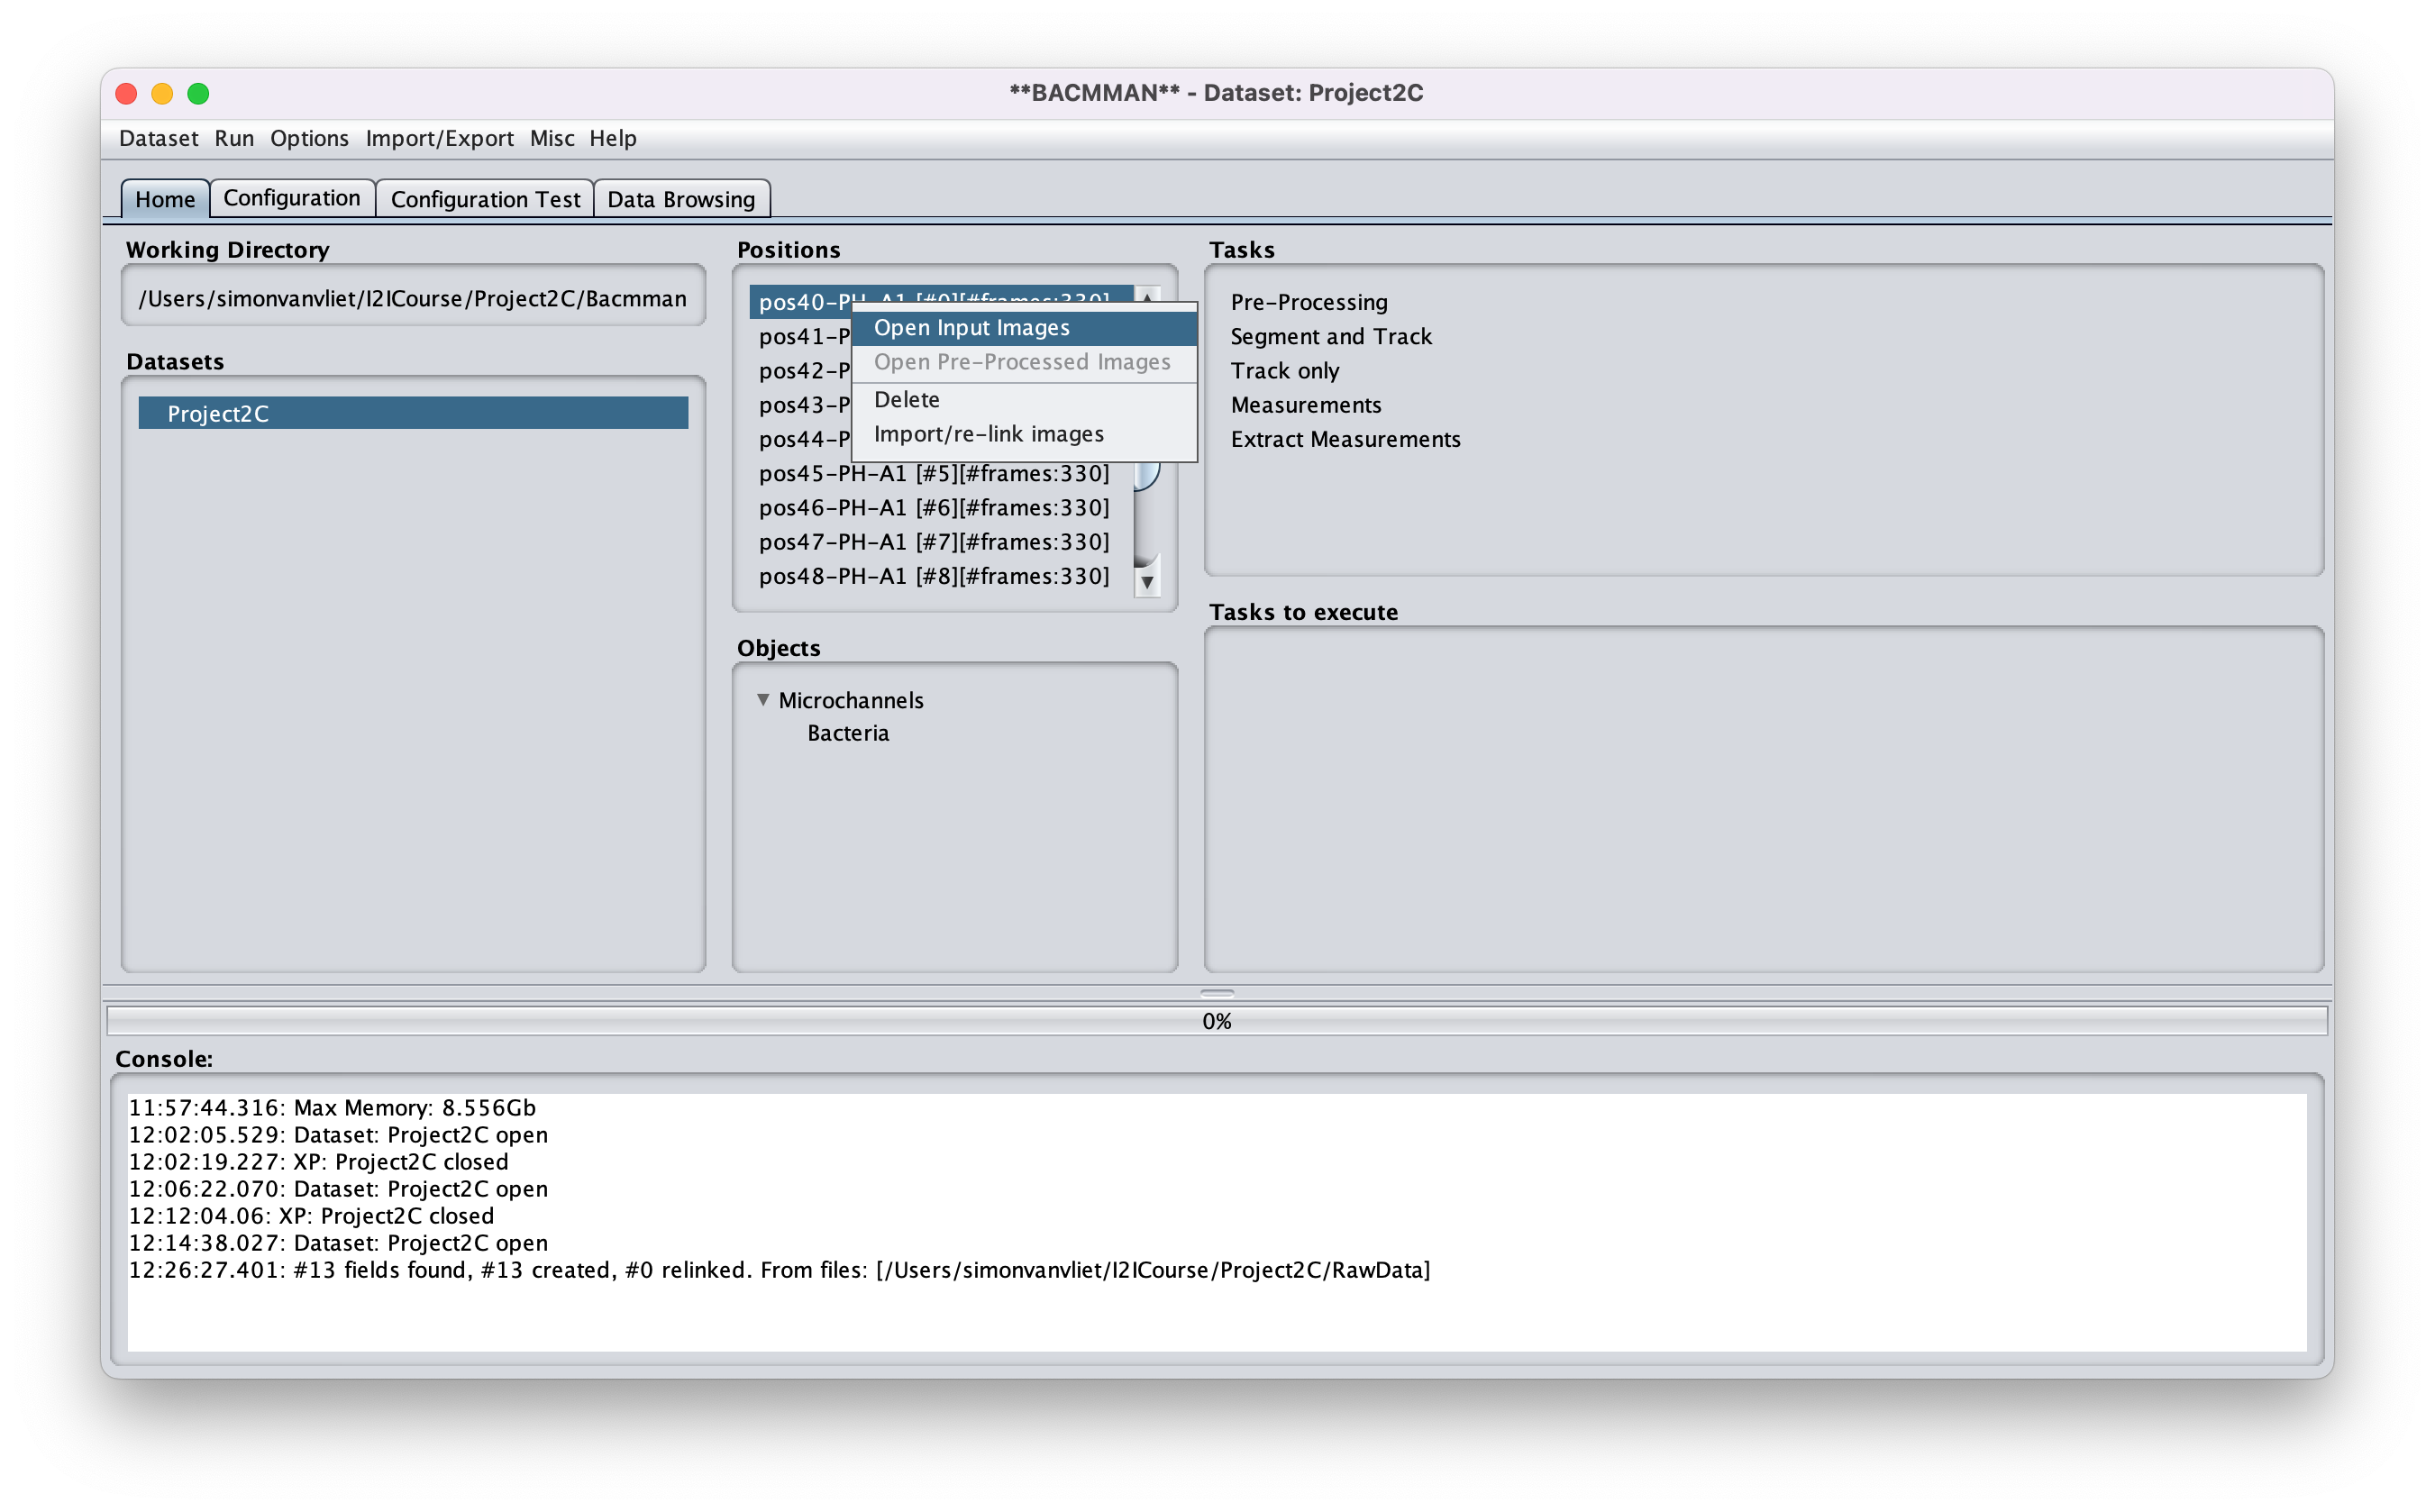 **BACMMAN** - Dataset: Project2C
Dataset Run Options Import/Export Misc Help
Home Configuration Configuration Test Data Browsing
Working Directory
/Users/simonvanvliet/I2ICourse/Project2C/Bacmman
Datasets
Project2C
Positions
pos40-PH-A1 [#0][#frames:330]
pos41-P
pos42-P
pos43-P
pos44-P
pos45-PH-A1 [#5][#frames:330]
pos46-PH-A1 [#6][#frames:330]
pos47-PH-A1 [#7][#frames:330]
pos48-PH-A1 [#8][#frames:330]
Open Input Images
Open Pre-Processed Images
Delete
Import/re-link images
Objects
Microchannels
Bacteria
Tasks
Pre-Processing
Segment and Track
Track only
Measurements
Extract Measurements
Tasks to execute
0%
Console:
11:57:44.316: Max Memory: 8.556Gb
12:02:05.529: Dataset: Project2C open
12:02:19.227: XP: Project2C closed
12:06:22.070: Dataset: Project2C open
12:12:04.06: XP: Project2C closed
12:14:38.027: Dataset: Project2C open
12:26:27.401: #13 fields found, #13 created, #0 relinked. From files: [/Users/simonvanvliet/I2ICourse/Project2C/RawData]